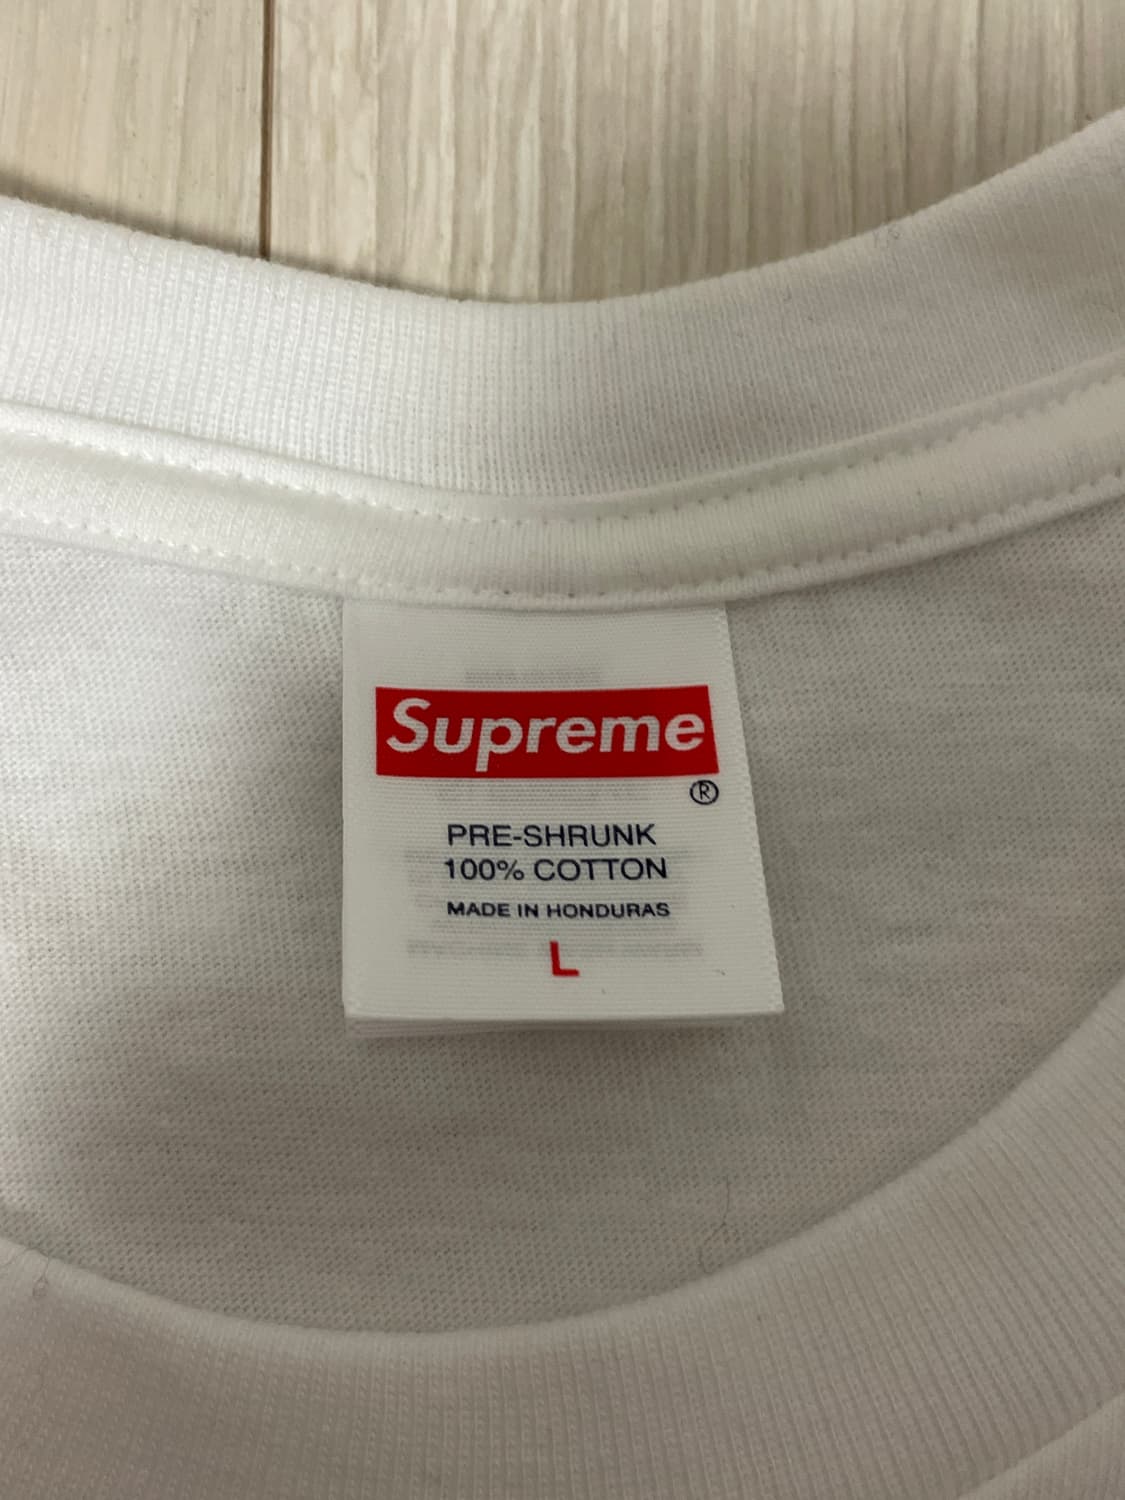 Supreme
®
PRE-SHRUNK
100% COTTON
MADE IN HONDURAS
L